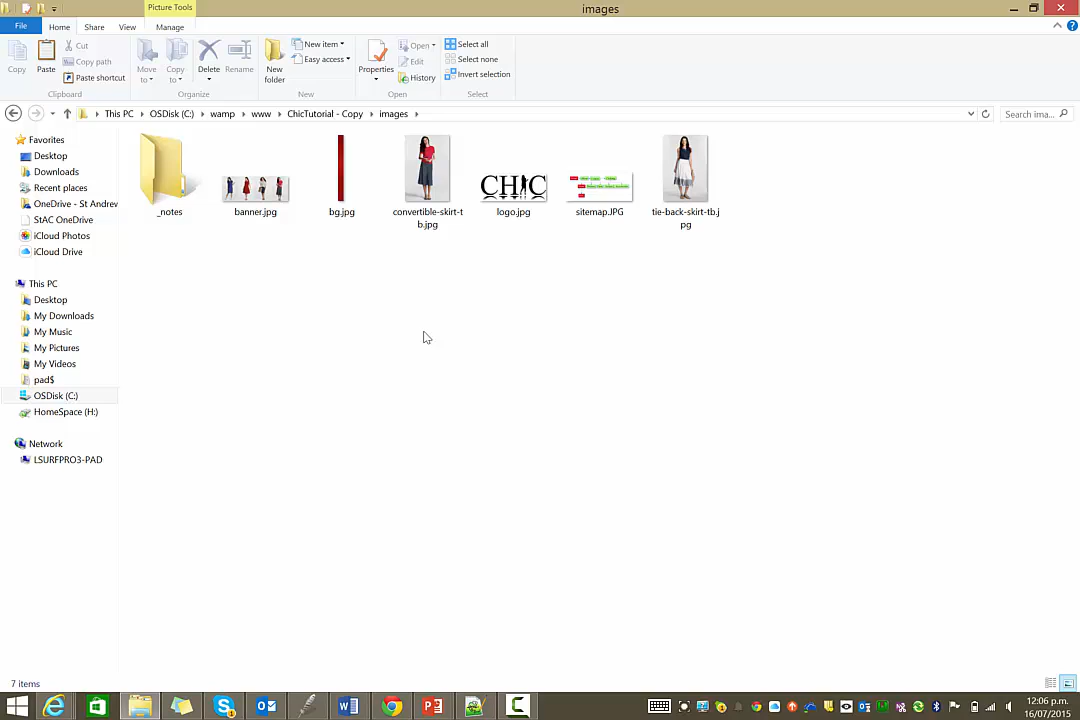 Picture Tools
images
File
Home
Share
View
Manage
Copy
Paste
Cut
Copy path
Paste shortcut
Clipboard
Move to
Copy to
Delete
Rename
Organize
New folder
New item
Easy access
New
Properties
Open
Edit
History
Open
Select all
Select none
Invert selection
Select
This PC
OSDisk (C:)
wamp
www
ChicTutorial - Copy
images
Search ima...
Favorites
Desktop
Downloads
Recent places
OneDrive - St Andrew
StAC OneDrive
iCloud Photos
iCloud Drive
This PC
Desktop
My Downloads
My Music
My Pictures
My Videos
pad$
OSDisk (C:)
HomeSpace (H:)
Network
LSURFPRO3-PAD
CHIC
_notes
banner.jpg
bg.jpg
convertible-skirt-t
b.jpg
logo.jpg
sitemap.JPG
tie-back-skirt-tb.j
pg
7 items
12:06 p.m.
16/07/2015